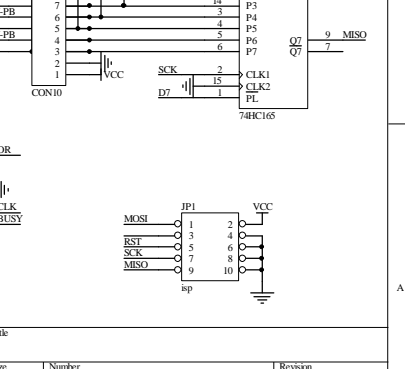 7 14 P3
-PB 6 3 P4
5 4 P5
-PB 4 5 P6 Q7 9 MISO
3 6 P7 Q7 7
2
1 VCC SCK 2 CLK1
15 CLK2
CON10 D7 1 PL
74HC165
OR
CLK JP1 VCC
BUSY MOSI 1 2
3 4
RST 5 6
SCK 7 8
MISO 9 10
isp A
tle
ze Number Revision